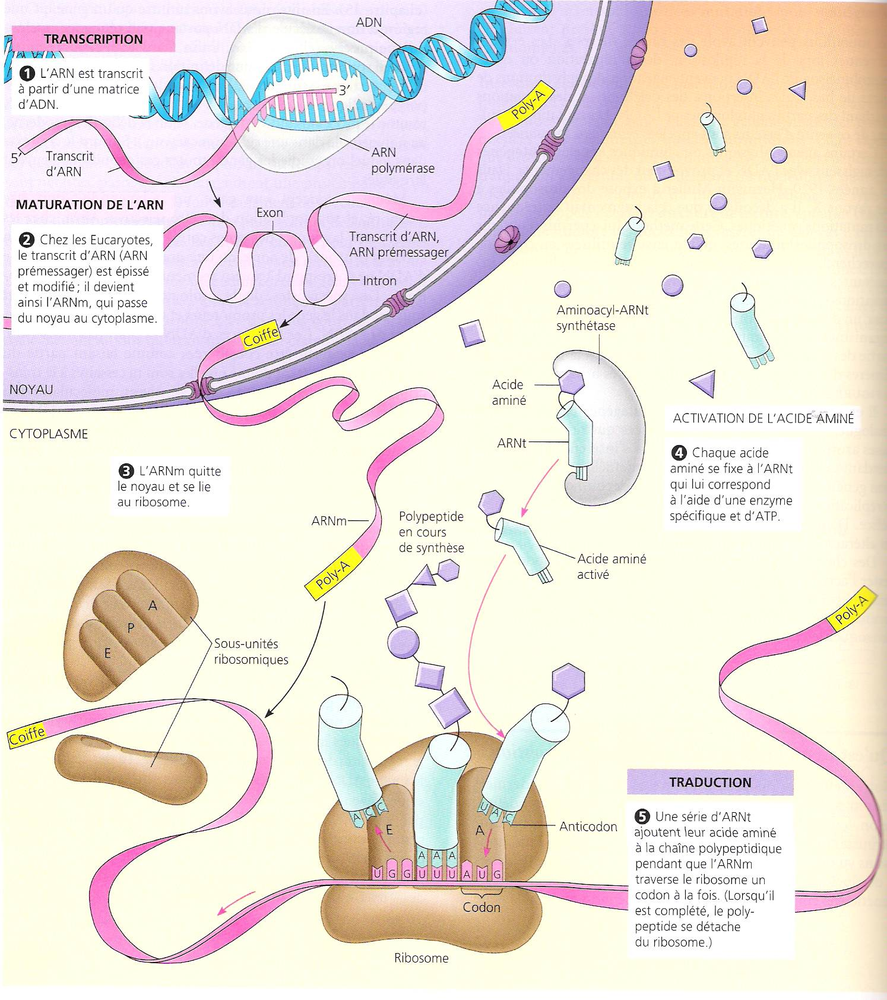 ADN
TRANSCRIPTION
❶ L'ARN est transcrit
à partir d'une matrice
d'ADN.
3'
Poly-A
5'
Transcrit
d'ARN
ARN
polymérase
MATURATION DE L'ARN
Exon
❷ Chez les Eucaryotes,
le transcrit d'ARN (ARN
prémessager) est épissé
et modifié ; il devient
ainsi l'ARNm, qui passe
du noyau au cytoplasme.
Transcrit d'ARN,
ARN prémessager
Intron
Coiffe
NOYAU
CYTOPLASME
Aminoacyl-ARNt
synthétase
Acide
aminé
ARNt
ACTIVATION DE L'ACIDE AMINÉ
❹ Chaque acide
aminé se fixe à l'ARNt
qui lui correspond
à l'aide d'une enzyme
spécifique et d'ATP.
❸ L'ARNm quitte
le noyau et se lie
au ribosome.
ARNm
Poly-A
Polypeptide
en cours
de synthèse
Acide aminé
activé
A
P
E
Sous-unités
ribosomiques
Coiffe
Poly-A
TRADUCTION
❺ Une série d'ARNt
ajoutent leur acide aminé
à la chaîne polypeptidique
pendant que l'ARNm
traverse le ribosome un
codon à la fois. (Lorsqu'il
est complété, le poly-
peptide se détache
du ribosome.)
A C C
U A C
E
A
Anticodon
A A A
U G G U U U A U G
Codon
Ribosome